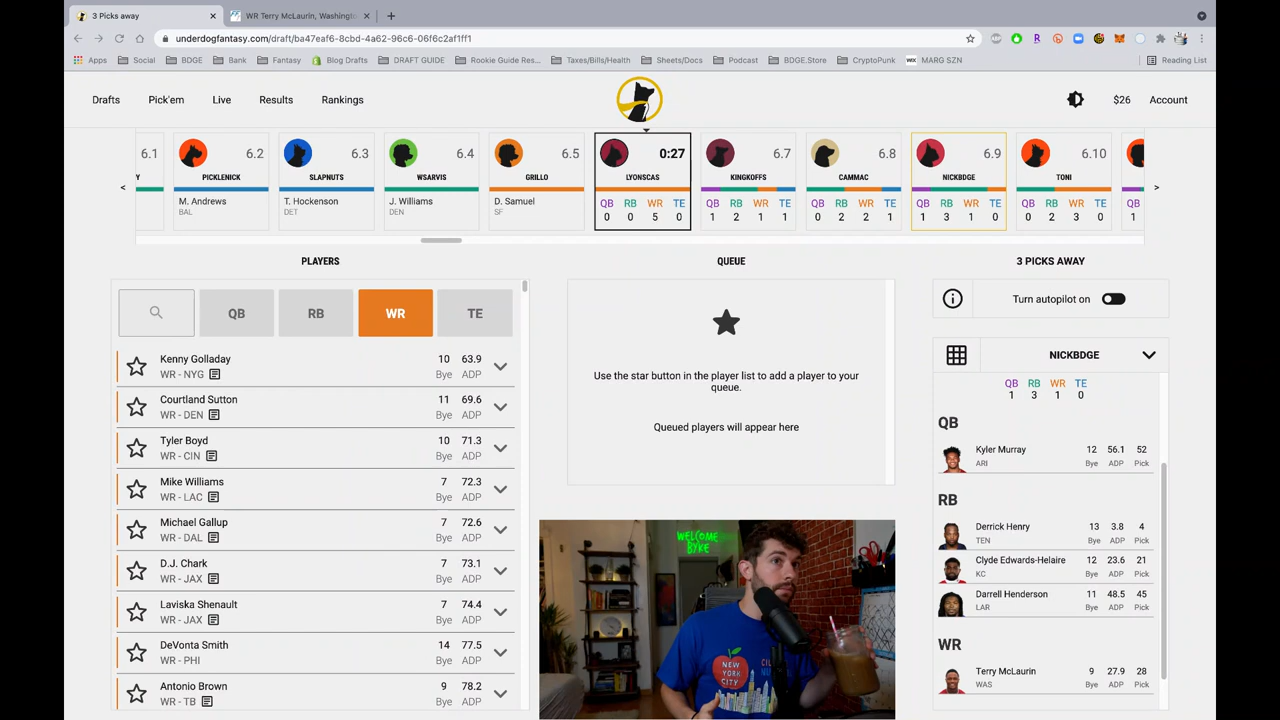 3 Picks away
WR Terry McLaurin, Washingto
underdogfantasy.com/draft/ba47eaf6-8cbd-4a62-96c6-06f6c2af1ff1
Apps Social BDGE Bank Fantasy Blog Drafts DRAFT GUIDE Rookie Guide Res... Taxes/Bills/Health Sheets/Docs Podcast BDGE.Store CryptoPunk WIX MARG SZN Reading List
Drafts Pick'em Live Results Rankings $26 Account
6.1 6.2 6.3 6.4 6.5 0:27 6.7 6.8 6.9 6.10
Y PICKLENICK SLAPNUTS WSARVIS GRILLO LYONSCAS KINGKOFFS CAMMAC NICKBDGE TONI
M. Andrews
BAL
T. Hockenson
DET
J. Williams
DEN
D. Samuel
SF
QB RB WR TE
0 0 5 0
QB RB WR TE
1 2 1 1
QB RB WR TE
0 2 2 1
QB RB WR TE
1 3 1 0
QB RB WR TE
0 2 3 0
QB
1
< >
PLAYERS
QB RB WR TE
Kenny Golladay 10 63.9
WR - NYG Bye ADP
Courtland Sutton 11 69.6
WR - DEN Bye ADP
Tyler Boyd 10 71.3
WR - CIN Bye ADP
Mike Williams 7 72.3
WR - LAC Bye ADP
Michael Gallup 7 72.6
WR - DAL Bye ADP
D.J. Chark 7 73.1
WR - JAX Bye ADP
Laviska Shenault 7 74.4
WR - JAX Bye ADP
DeVonta Smith 14 77.5
WR - PHI Bye ADP
Antonio Brown 9 78.2
WR - TB Bye ADP
QUEUE
Use the star button in the player list to add a player to your
queue.
Queued players will appear here
WELCOME
BYKE
NEW
YORK
CITY
3 PICKS AWAY
Turn autopilot on
NICKBDGE
QB RB WR TE
1 3 1 0
QB
Kyler Murray 12 56.1 52
ARI Bye ADP Pick
RB
Derrick Henry 13 3.8 4
TEN Bye ADP Pick
Clyde Edwards-Helaire 12 23.6 21
KC Bye ADP Pick
Darrell Henderson 11 48.5 45
LAR Bye ADP Pick
WR
Terry McLaurin 9 27.9 28
WAS Bye ADP Pick